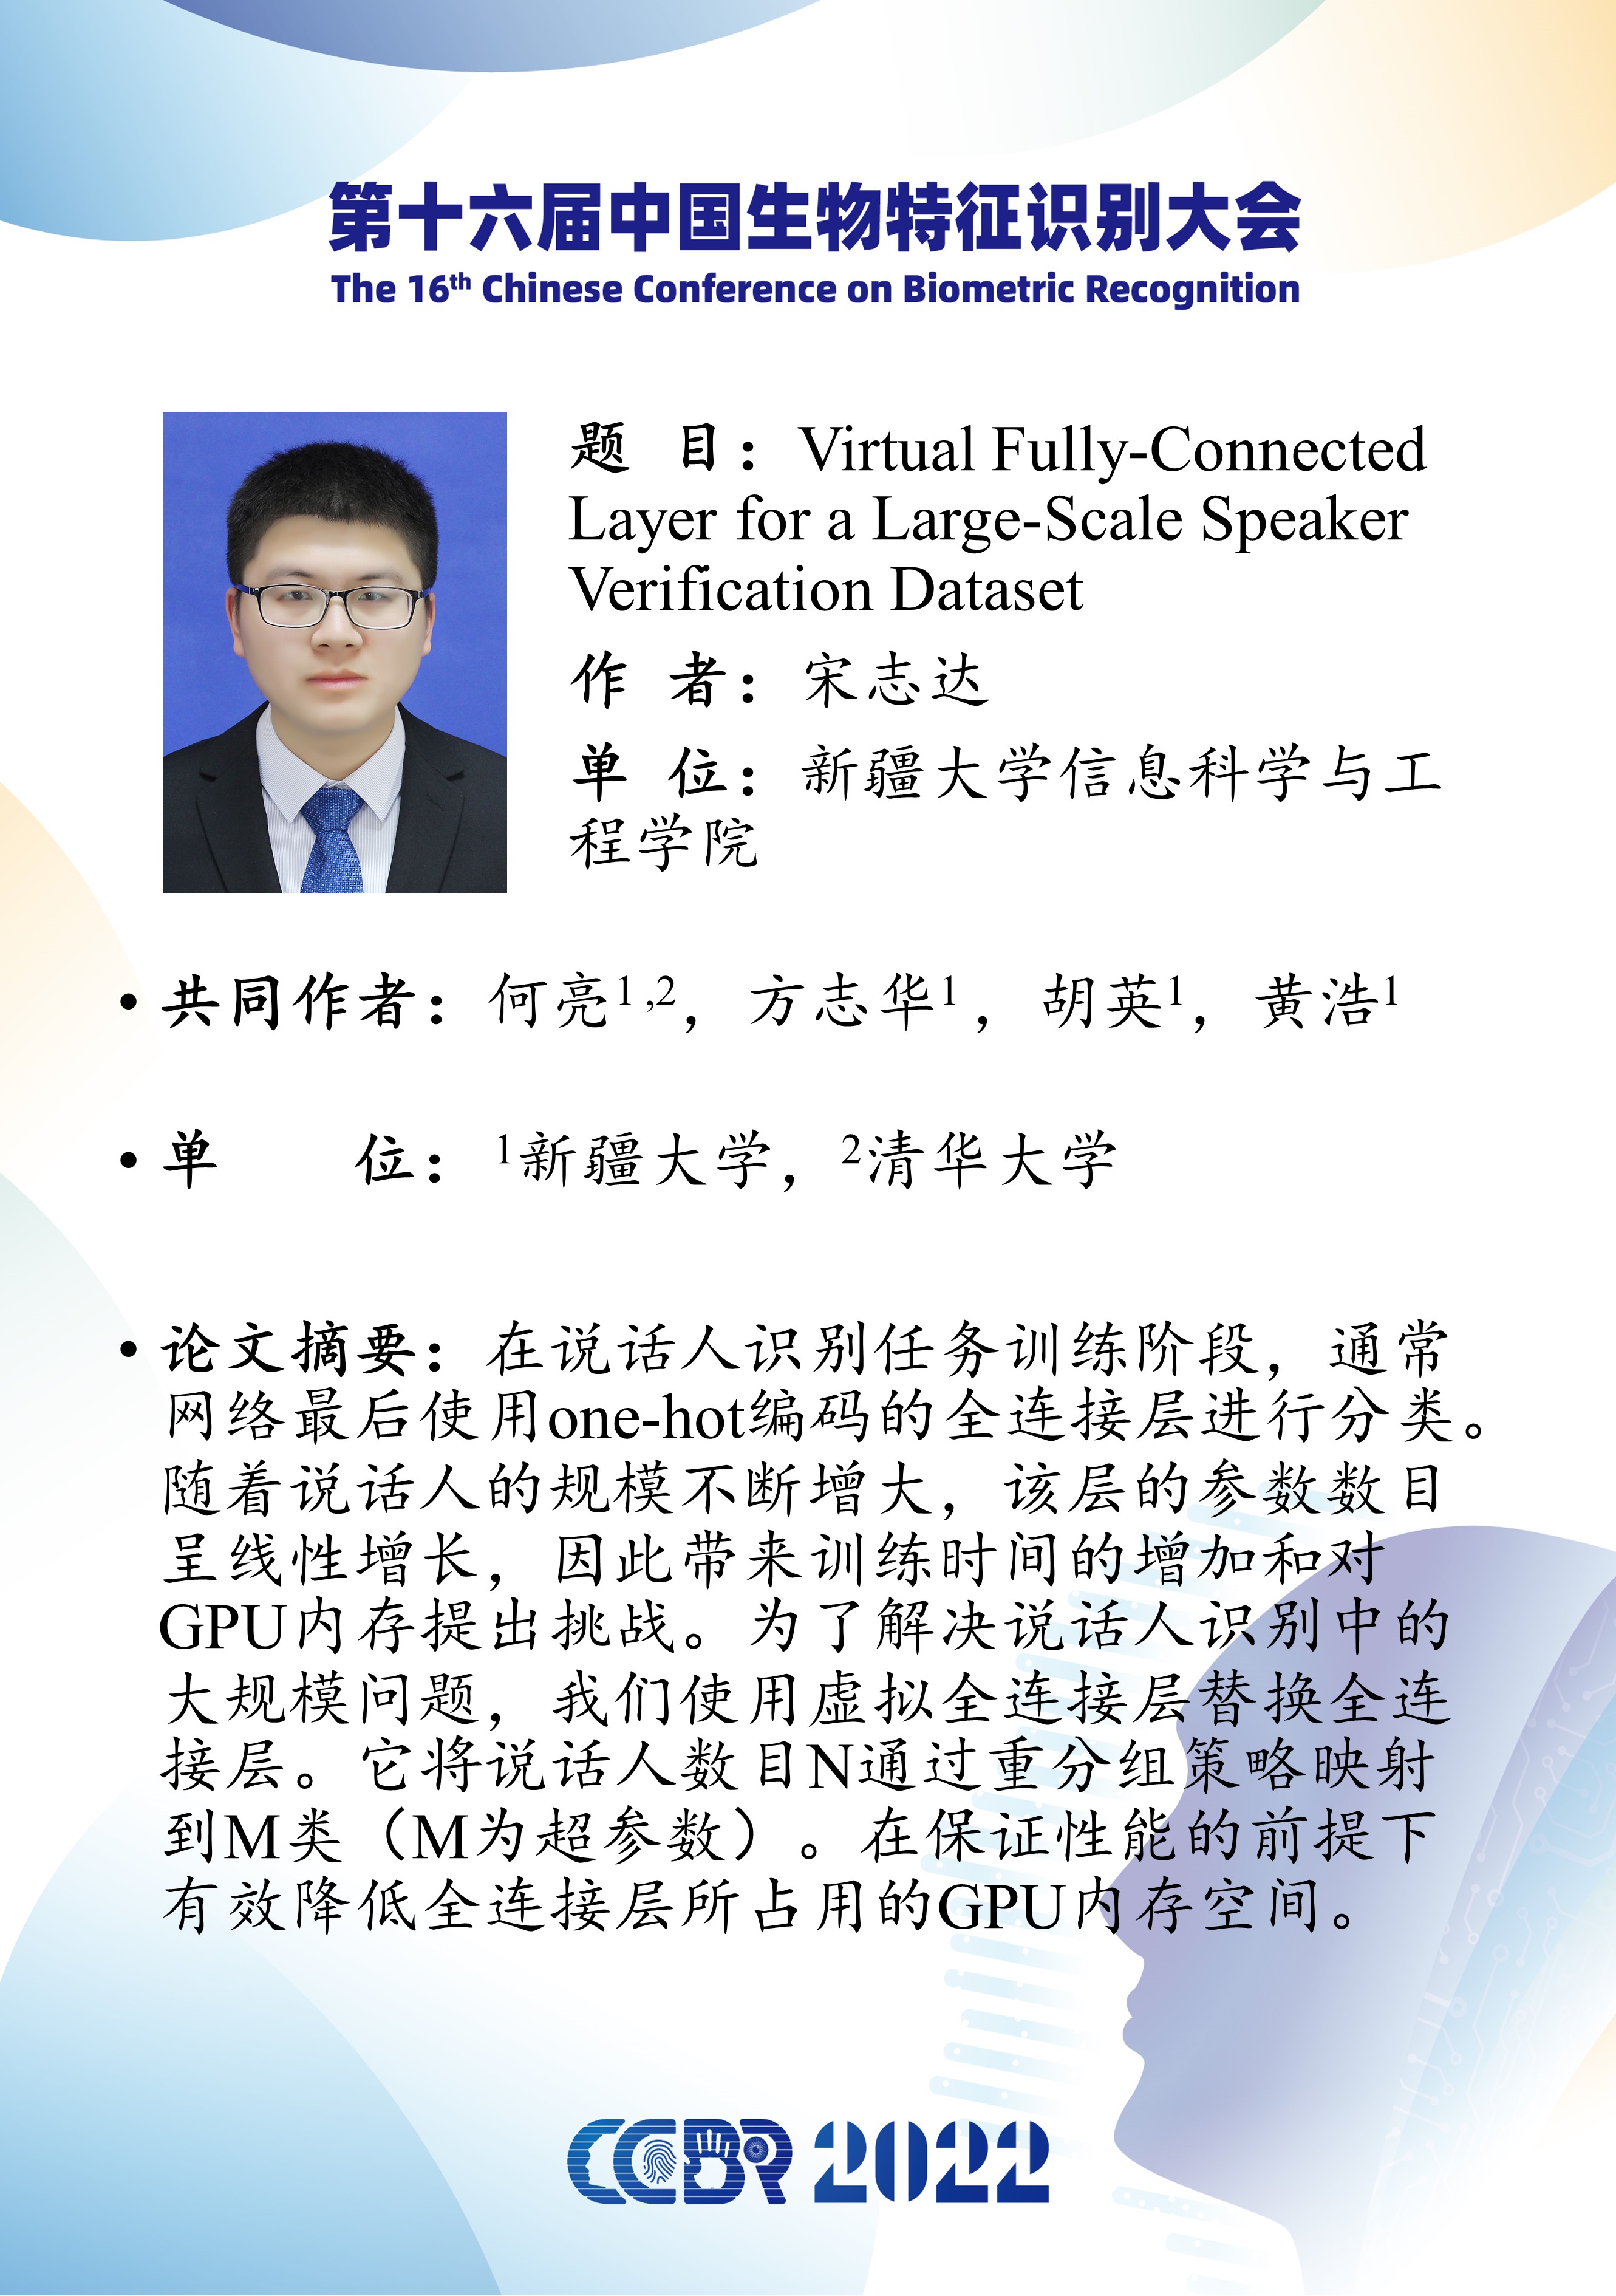 第十六届中国生物特征识别大会
The 16th Chinese Conference on Biometric Recognition
题 目：Virtual Fully-Connected
Layer for a Large-Scale Speaker
Verification Dataset
作 者：宋志达
单 位：新疆大学信息科学与工
程学院
• 共同作者：何亮1,2，方志华1，胡英1，黄浩1
• 单 位：1新疆大学，2清华大学
• 论文摘要：在说话人识别任务训练阶段，通常
网络最后使用one-hot编码的全连接层进行分类。
随着说话人的规模不断增大，该层的参数数目
呈线性增长，因此带来训练时间的增加和对
GPU内存提出挑战。为了解决说话人识别中的
大规模问题，我们使用虚拟全连接层替换全连
接层。它将说话人数目N通过重分组策略映射
到M类（M为超参数）。在保证性能的前提下
有效降低全连接层所占用的GPU内存空间。
CCBR 2022